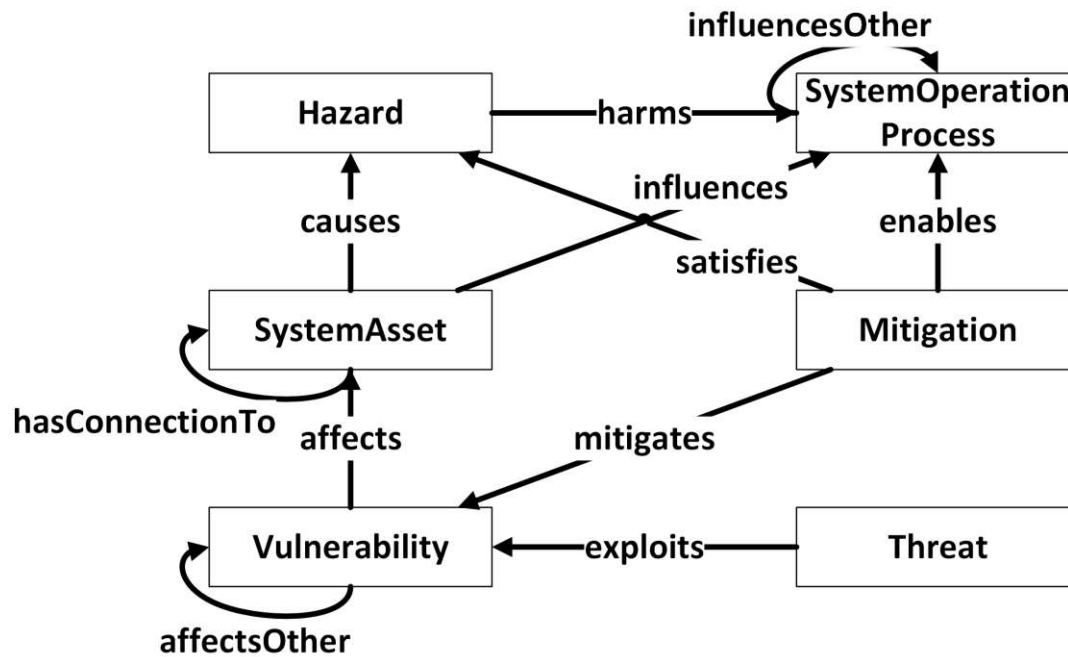 influencesOther
Hazard
harms
SystemOperation
Process
causes
influences
enables
satisfies
SystemAsset
Mitigation
hasConnectionTo
affects
mitigates
Vulnerability
exploits
Threat
affectsOther